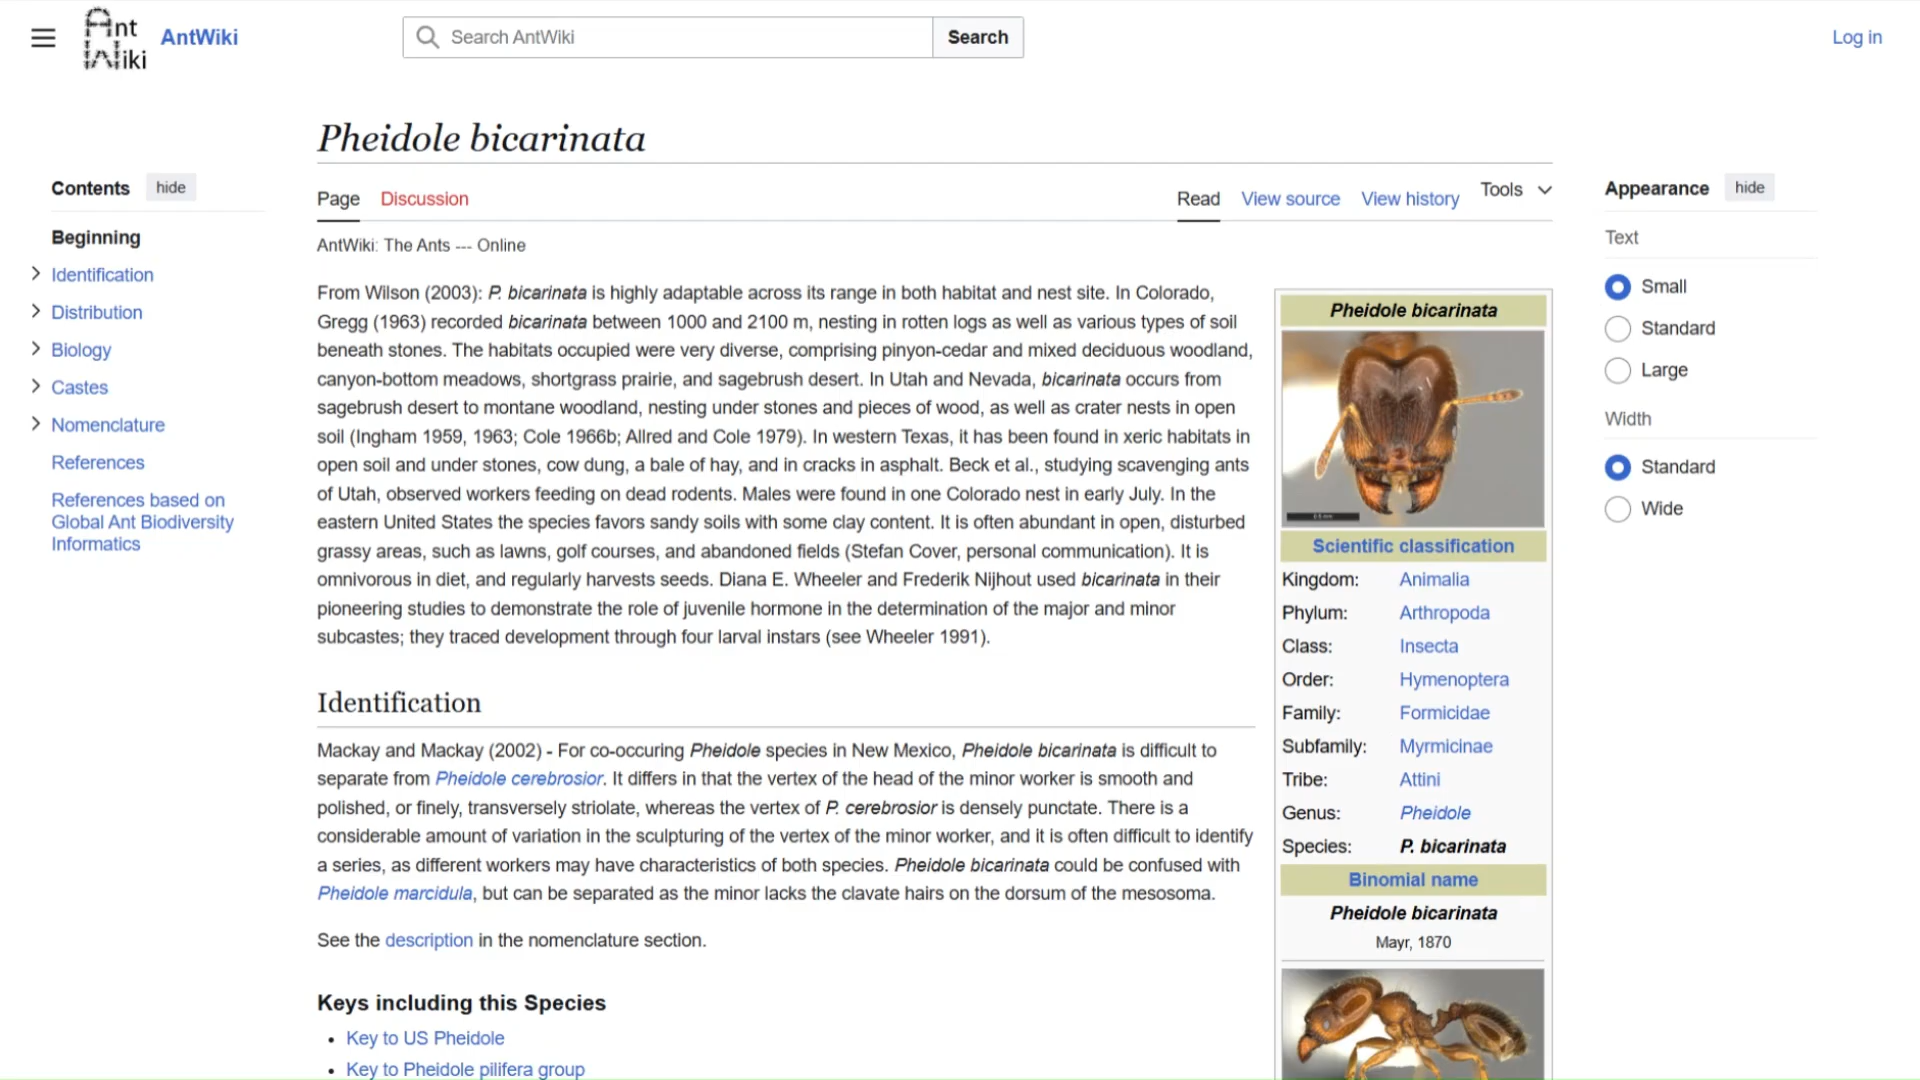 Ant
Wiki
AntWiki
Search AntWiki
Search
Log in
Pheidole bicarinata
Contents
hide
Beginning
Identification
Distribution
Biology
Castes
Nomenclature
References
References based on
Global Ant Biodiversity
Informatics
Page
Discussion
Read
View source
View history
Tools
AntWiki: The Ants --- Online
From Wilson (2003): P. bicarinata is highly adaptable across its range in both habitat and nest site. In Colorado,
Gregg (1963) recorded bicarinata between 1000 and 2100 m, nesting in rotten logs as well as various types of soil
beneath stones. The habitats occupied were very diverse, comprising pinyon-cedar and mixed deciduous woodland,
canyon-bottom meadows, shortgrass prairie, and sagebrush desert. In Utah and Nevada, bicarinata occurs from
sagebrush desert to montane woodland, nesting under stones and pieces of wood, as well as crater nests in open
soil (Ingham 1959, 1963; Cole 1966b; Allred and Cole 1979). In western Texas, it has been found in xeric habitats in
open soil and under stones, cow dung, a bale of hay, and in cracks in asphalt. Beck et al., studying scavenging ants
of Utah, observed workers feeding on dead rodents. Males were found in one Colorado nest in early July. In the
eastern United States the species favors sandy soils with some clay content. It is often abundant in open, disturbed
grassy areas, such as lawns, golf courses, and abandoned fields (Stefan Cover, personal communication). It is
omnivorous in diet, and regularly harvests seeds. Diana E. Wheeler and Frederik Nijhout used bicarinata in their
pioneering studies to demonstrate the role of juvenile hormone in the determination of the major and minor
subcastes; they traced development through four larval instars (see Wheeler 1991).
Identification
Mackay and Mackay (2002) - For co-occuring Pheidole species in New Mexico, Pheidole bicarinata is difficult to
separate from Pheidole cerebrosior. It differs in that the vertex of the head of the minor worker is smooth and
polished, or finely, transversely striolate, whereas the vertex of P. cerebrosior is densely punctate. There is a
considerable amount of variation in the sculpturing of the vertex of the minor worker, and it is often difficult to identify
a series, as different workers may have characteristics of both species. Pheidole bicarinata could be confused with
Pheidole marcidula, but can be separated as the minor lacks the clavate hairs on the dorsum of the mesosoma.
See the description in the nomenclature section.
Keys including this Species
• Key to US Pheidole
• Key to Pheidole pilifera group
Pheidole bicarinata
Scientific classification
Kingdom: Animalia
Phylum: Arthropoda
Class: Insecta
Order: Hymenoptera
Family: Formicidae
Subfamily: Myrmicinae
Tribe: Attini
Genus: Pheidole
Species: P. bicarinata
Binomial name
Pheidole bicarinata
Mayr, 1870
Appearance
hide
Text
Small
Standard
Large
Width
Standard
Wide